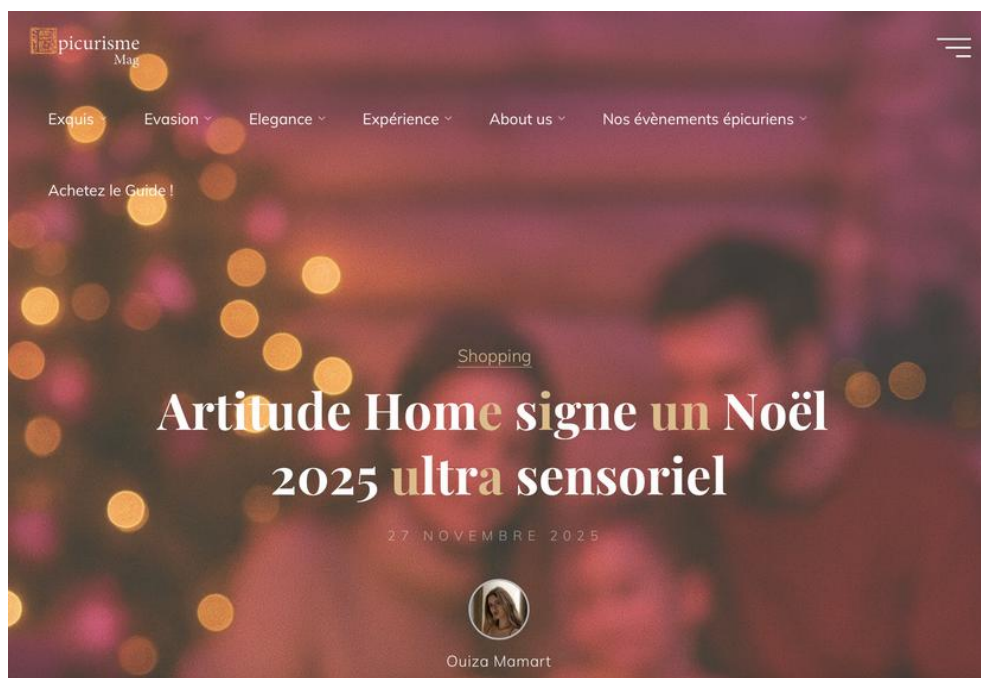 Epicurisme
Mag
Exquis
Evasion
Elegance
Expérience
About us
Nos évènements épicuriens
Achetez le Guide !
Shopping
Artitude Home signe un Noël
2025 ultra sensoriel
27 NOVEMBRE 2025
Ouiza Mamart